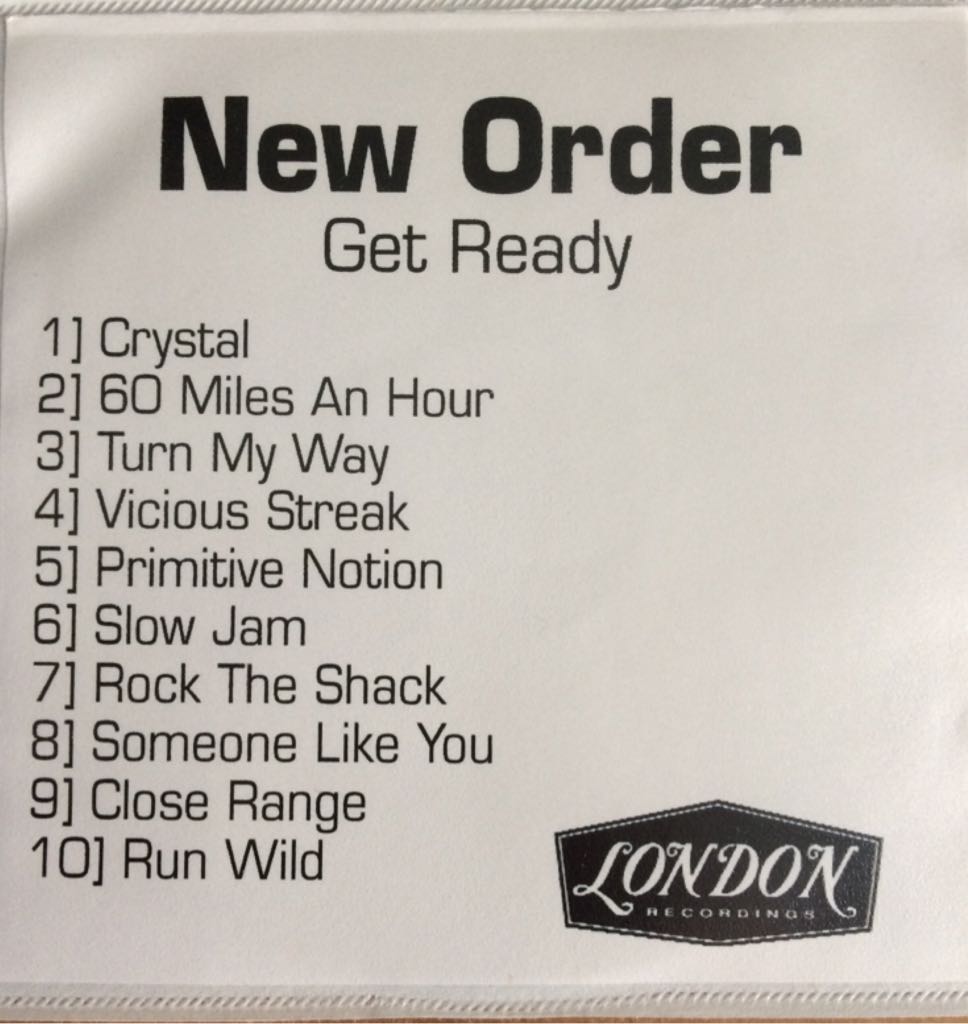 New Order
Get Ready
1] Crystal
2] 60 Miles An Hour
3] Turn My Way
4] Vicious Streak
5] Primitive Notion
6] Slow Jam
7] Rock The Shack
8] Someone Like You
9] Close Range
10] Run Wild
LONDON
RECORDINGS